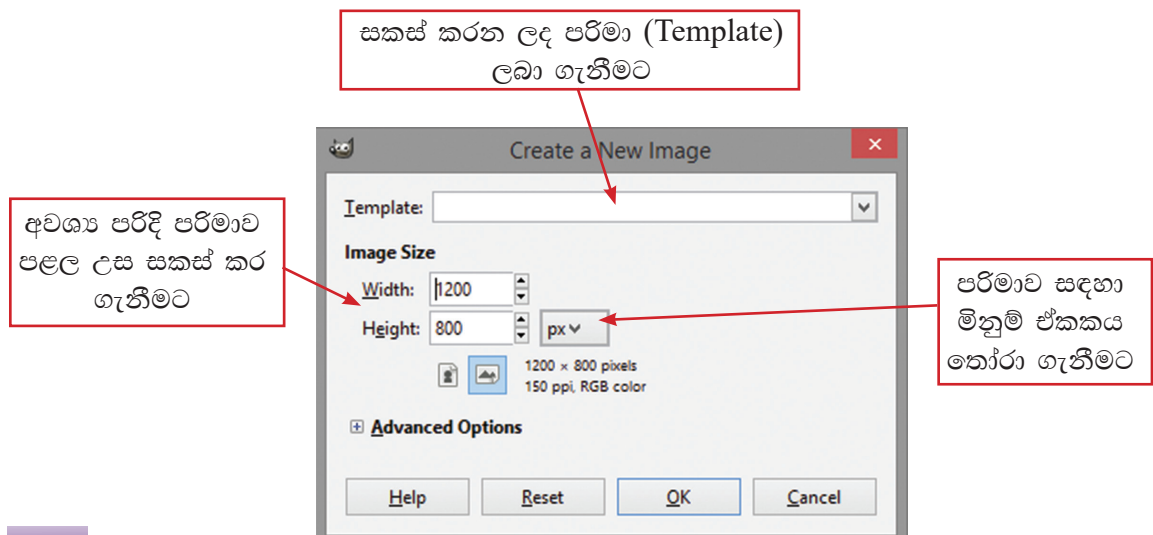 සකස් කරන ලද පරිමා (Template)
ලබා ගැනීමට
Create a New Image
Template:
අවශ්‍ය පරිදි පරිමාව
පළල උස සකස් කර
ගැනීමට
Image Size
Width: 1200
Height: 800 px
1200 × 800 pixels
150 ppi, RGB color
පරිමාව සඳහා
මිනුම් ඒකකය
තෝරා ගැනීමට
Advanced Options
Help Reset OK Cancel